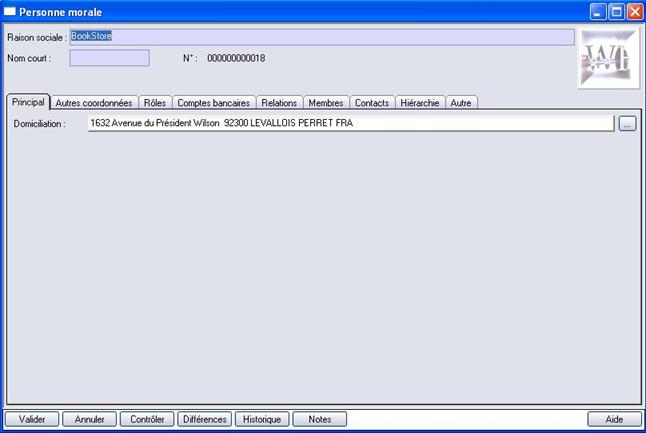 Personne morale
Raison sociale : BookStore
Nom court : N° : 000000000018
W4
Principal Autres coordonnées Rôles Comptes bancaires Relations Membres Contacts Hiérarchie Autre
Domiciliation : 1632 Avenue du Président Wilson 92300 LEVALLOIS PERRET FRA ...
Valider Annuler Contrôler Différences Historique Notes Aide